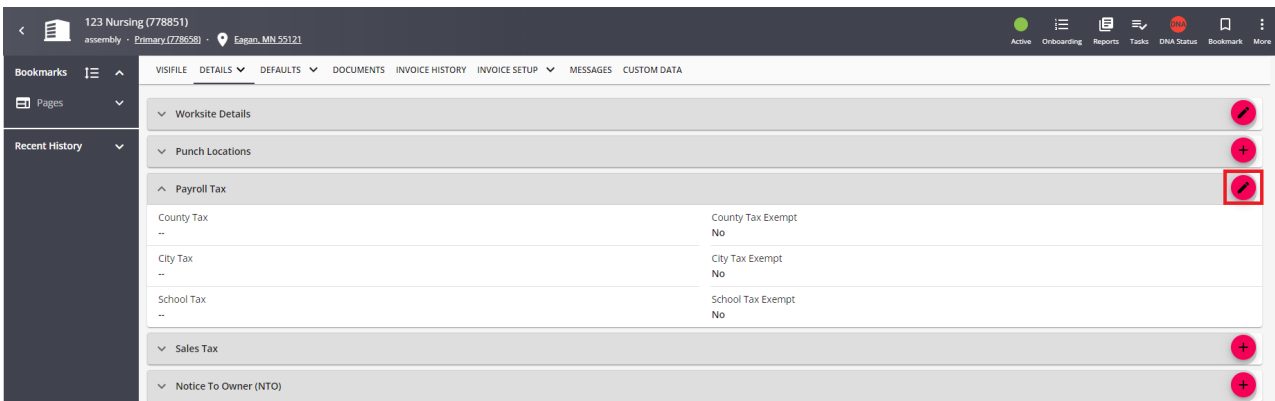 123 Nursing (778851)
assembly · Primary (778658) · Eagan, MN 55121
Active Onboarding Reports Tasks DNA DNA Status Bookmark More
Bookmarks
Pages
Recent History
VISIFILE DETAILS DEFAULTS DOCUMENTS INVOICE HISTORY INVOICE SETUP MESSAGES CUSTOM DATA
Worksite Details
Punch Locations
Payroll Tax
County Tax County Tax Exempt
-- No
City Tax City Tax Exempt
-- No
School Tax School Tax Exempt
-- No
Sales Tax
Notice To Owner (NTO)